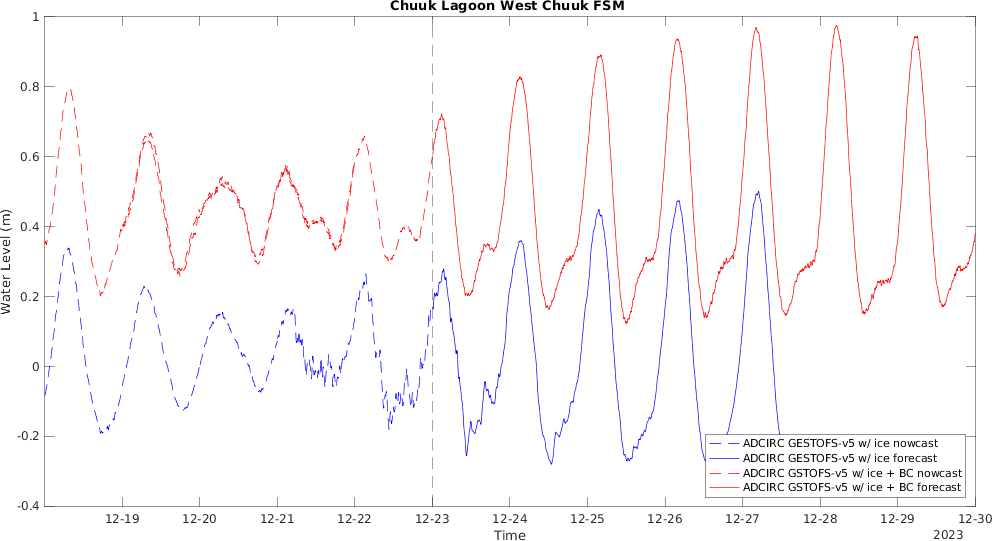 Chuuk Lagoon West Chuuk FSM
Water Level (m)
1
0.8
0.6
0.4
0.2
0
-0.2
-0.4
ADCIRC GESTOFS-v5 w/ ice nowcast
ADCIRC GESTOFS-v5 w/ ice forecast
ADCIRC GSTOFS-v5 w/ ice + BC nowcast
ADCIRC GSTOFS-v5 w/ ice + BC forecast
12-19 12-20 12-21 12-22 12-23 12-24 12-25 12-26 12-27 12-28 12-29 12-30
Time
2023